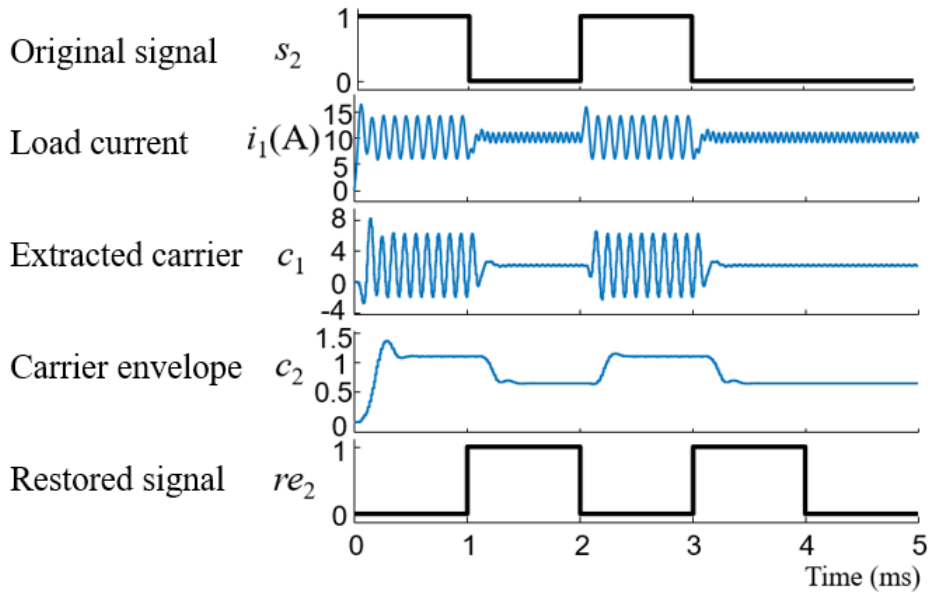 Original signal s₂ 1
0
Load current i₁(A) 15
10
5
0
Extracted carrier c₁ 8
4
0
-4
Carrier envelope c₂ 1.5
1
0.5
0
Restored signal re₂ 1
0
0 1 2 3 4 5
Time (ms)